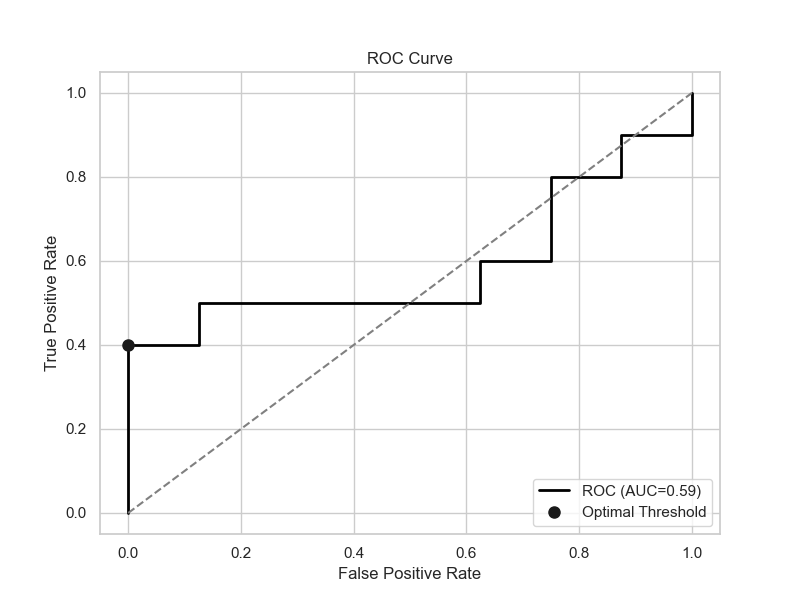 ROC Curve
True Positive Rate
1.0
0.8
0.6
0.4
0.2
0.0
ROC (AUC=0.59)
Optimal Threshold
0.0 0.2 0.4 0.6 0.8 1.0
False Positive Rate